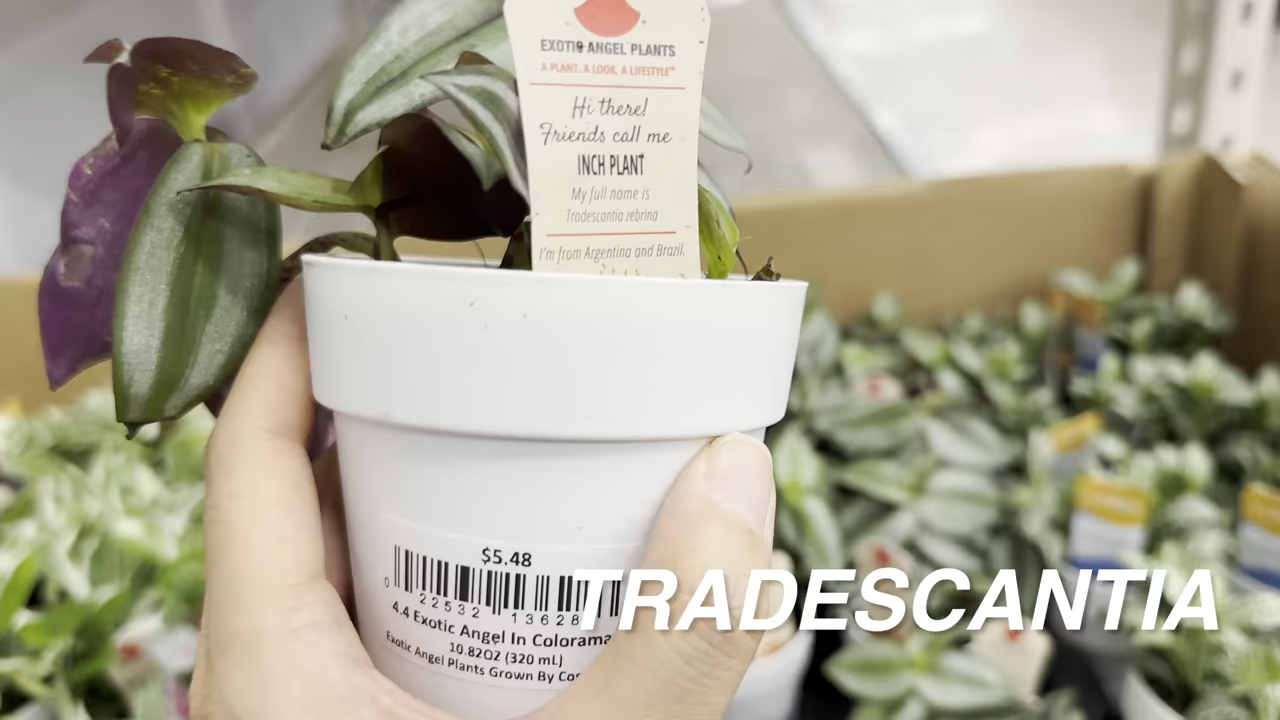 EXOTIC ANGEL PLANTS
A PLANT. A LOOK. A LIFESTYLE™
Hi there!
Friends call me
INCH PLANT
My full name is
Tradescantia zebrina
I'm from Argentina and Brazil.
$5.48
0 22532 13628
4.4 Exotic Angel In Colorama
10.82OZ (320 mL)
Exotic Angel Plants Grown By
TRADESCANTIA